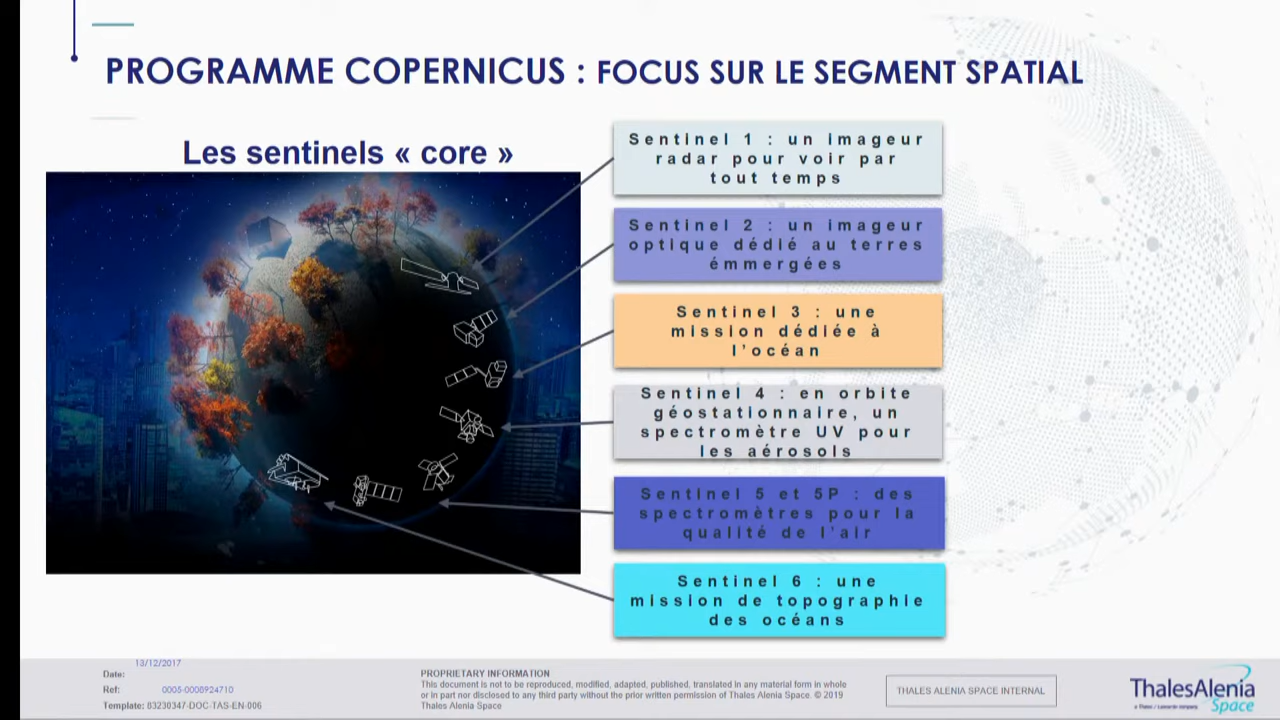 PROGRAMME COPERNICUS : FOCUS SUR LE SEGMENT SPATIAL
Les sentinels « core »
Sentinel 1 : un imageur
radar pour voir par
tout temps
Sentinel 2 : un imageur
optique dédié au terres
émmergées
Sentinel 3 : une
mission dédiée à
l'océan
Sentinel 4 : en orbite
géostationnaire, un
spectromètre UV pour
les aérosols
Sentinel 5 et 5P : des
spectromètres pour la
qualité de l'air
Sentinel 6 : une
mission de topographie
des océans
13/12/2017
Date:
Ref: 0005-0008924710
Template: 83230347-DOC-TAS-EN-006
PROPRIETARY INFORMATION
This document is not to be reproduced, modified, adapted, published, translated in any material form in whole
or in part nor disclosed to any third party without the prior written permission of Thales Alenia Space. © 2019
Thales Alenia Space
THALES ALENIA SPACE INTERNAL
ThalesAlenia
a Thales / Leonardo company
Space